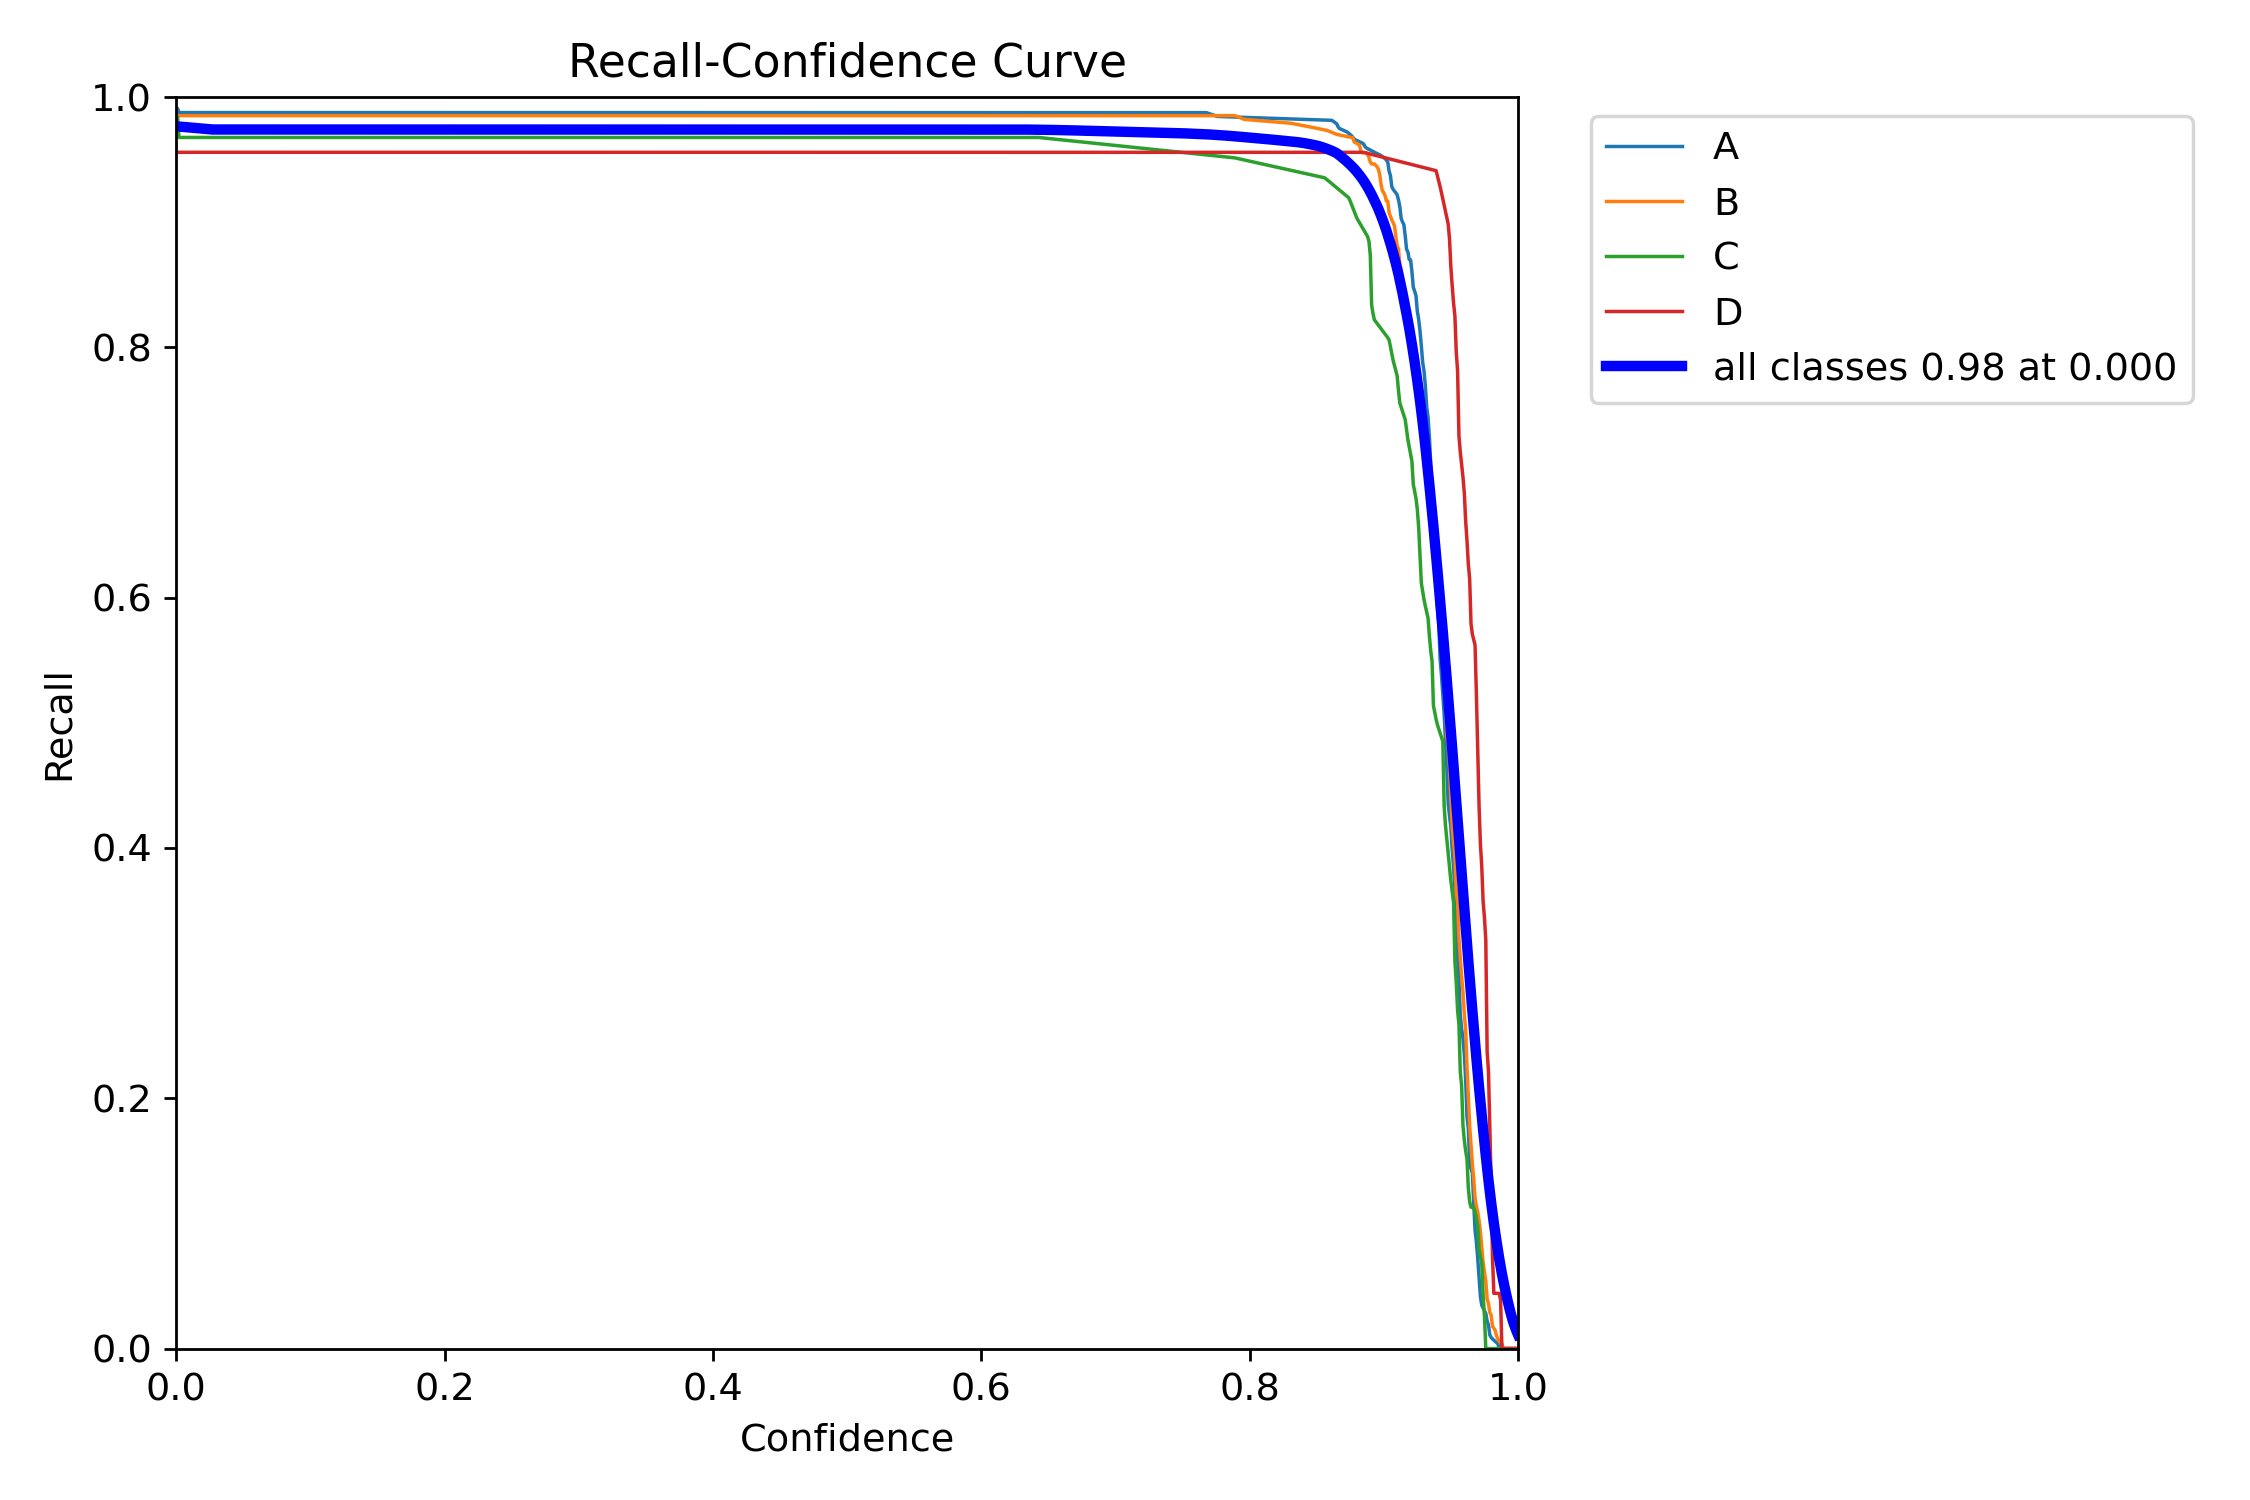 Recall-Confidence Curve
1.0
0.8
0.6
0.4
0.2
0.0
Recall
0.0 0.2 0.4 0.6 0.8 1.0
Confidence
A
B
C
D
all classes 0.98 at 0.000